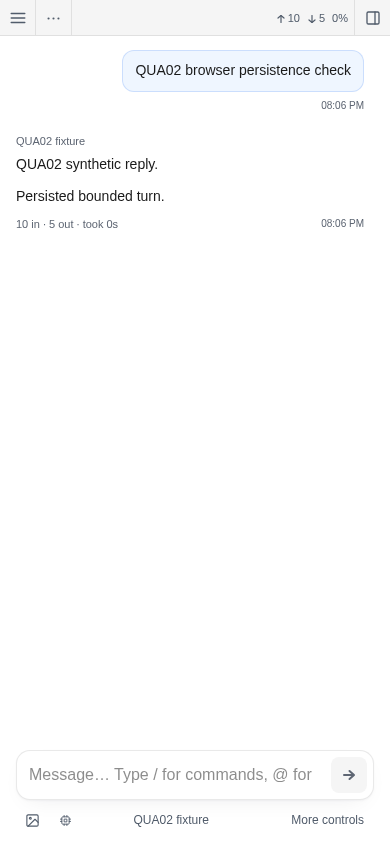 10 5 0%
QUA02 browser persistence check
08:06 PM
QUA02 fixture
QUA02 synthetic reply.
Persisted bounded turn.
10 in · 5 out · took 0s 08:06 PM
Message… Type / for commands, @ for
QUA02 fixture More controls